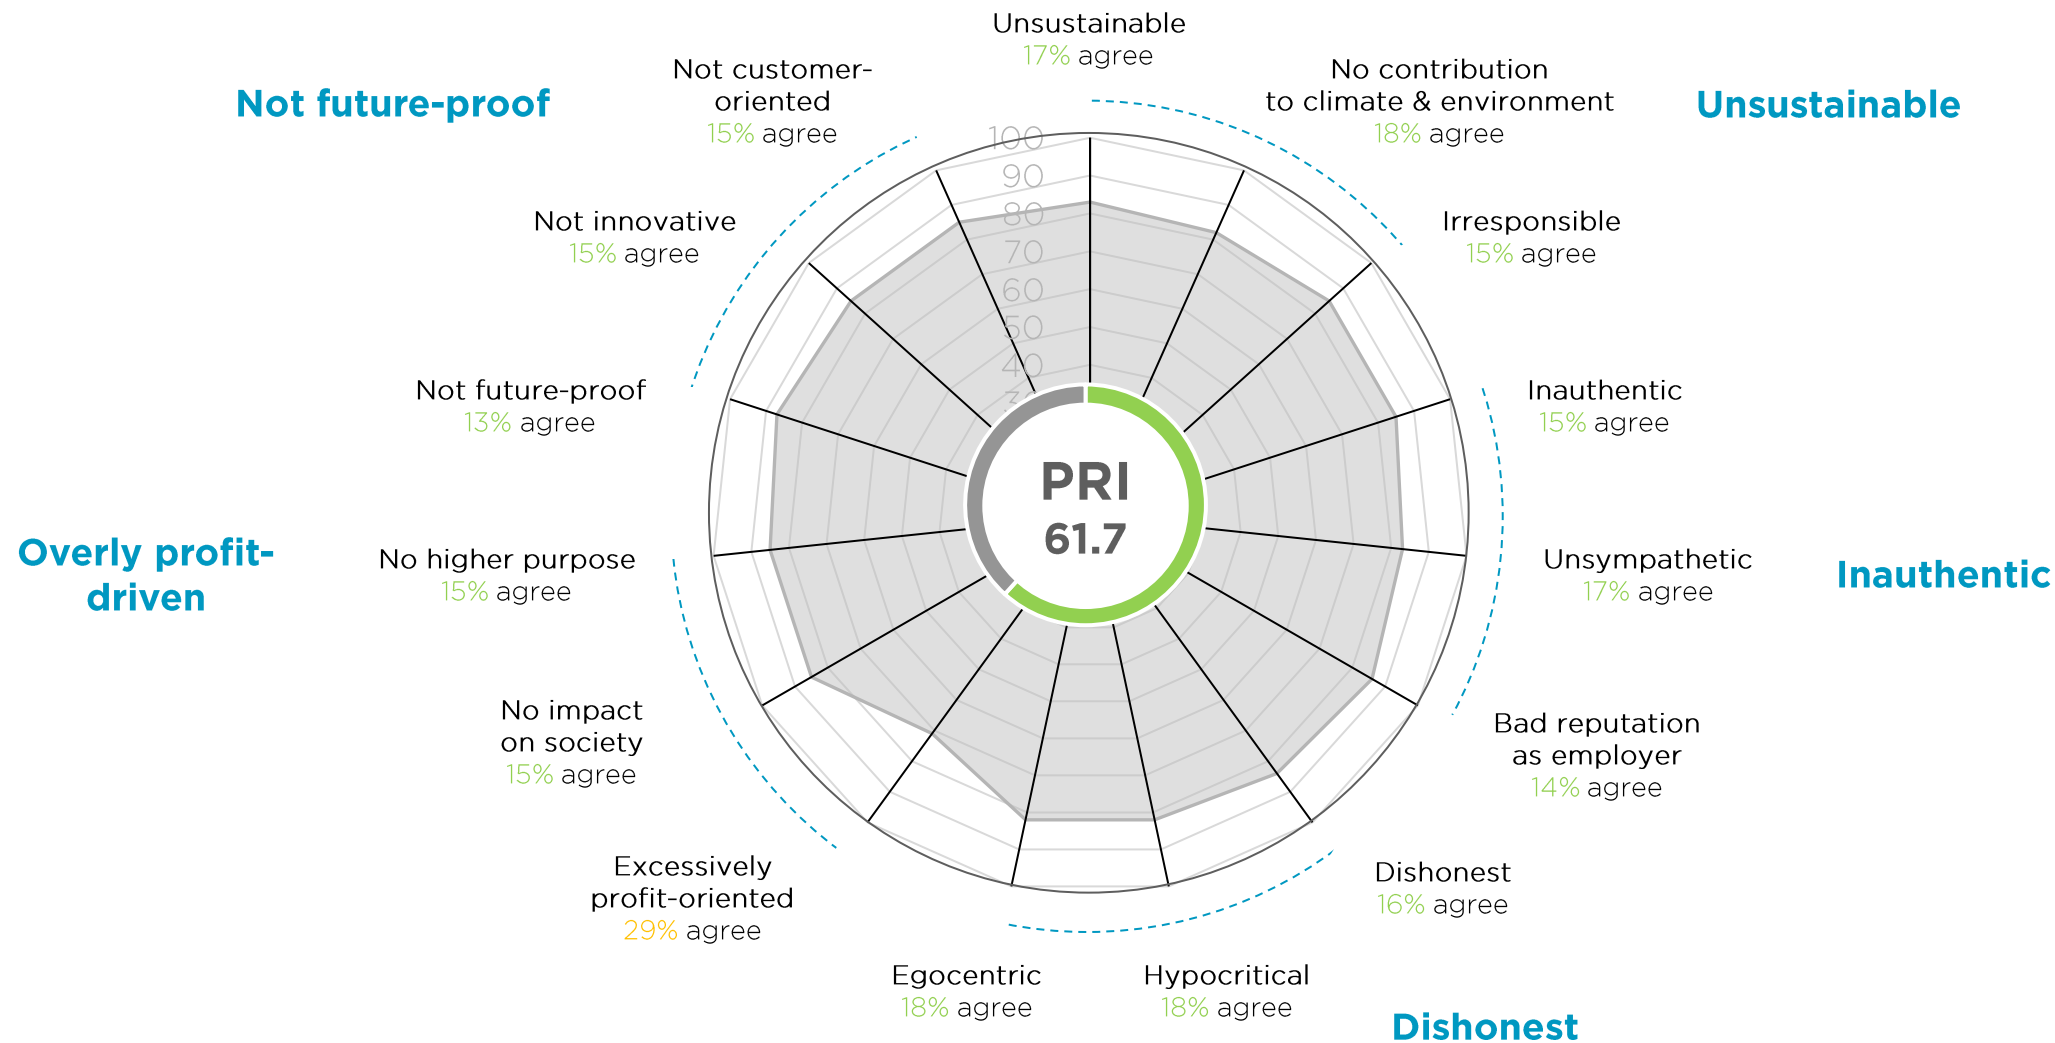 Unsustainable
17% agree
Not customer-
oriented
15% agree
No contribution
to climate & environment
18% agree
Not future-proof
Unsustainable
100
90
80
70
60
50
40
Not innovative
15% agree
Irresponsible
15% agree
Not future-proof
13% agree
Inauthentic
15% agree
PRI
61.7
Overly profit-
driven
No higher purpose
15% agree
Unsympathetic
17% agree
Inauthentic
No impact
on society
15% agree
Bad reputation
as employer
14% agree
Excessively
profit-oriented
29% agree
Dishonest
16% agree
Egocentric
18% agree
Hypocritical
18% agree
Dishonest